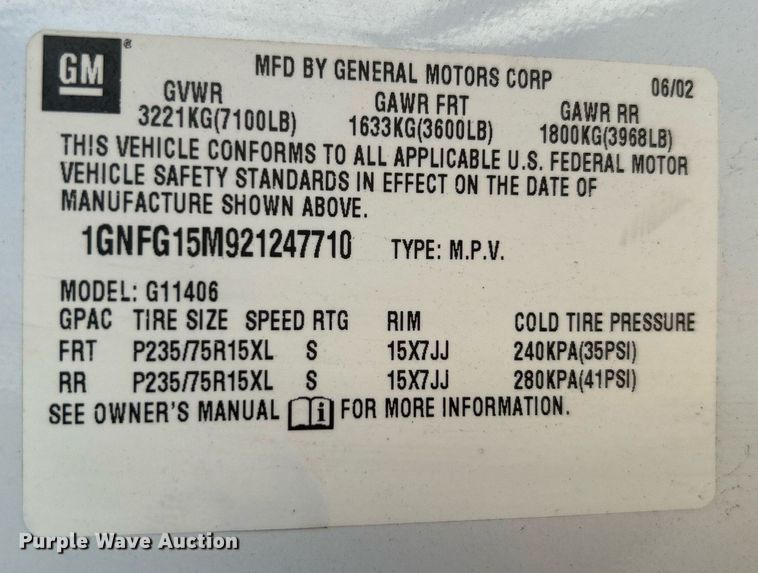 GM ®
MFD BY GENERAL MOTORS CORP 06/02
GVWR GAWR FRT GAWR RR
3221KG(7100LB) 1633KG(3600LB) 1800KG(3968LB)
THIS VEHICLE CONFORMS TO ALL APPLICABLE U.S. FEDERAL MOTOR
VEHICLE SAFETY STANDARDS IN EFFECT ON THE DATE OF
MANUFACTURE SHOWN ABOVE.
1GNFG15M921247710 TYPE: M.P.V.
MODEL: G11406
GPAC TIRE SIZE SPEED RTG RIM COLD TIRE PRESSURE
FRT P235/75R15XL S 15X7JJ 240KPA(35PSI)
RR P235/75R15XL S 15X7JJ 280KPA(41PSI)
SEE OWNER'S MANUAL i FOR MORE INFORMATION.
Purple Wave Auction